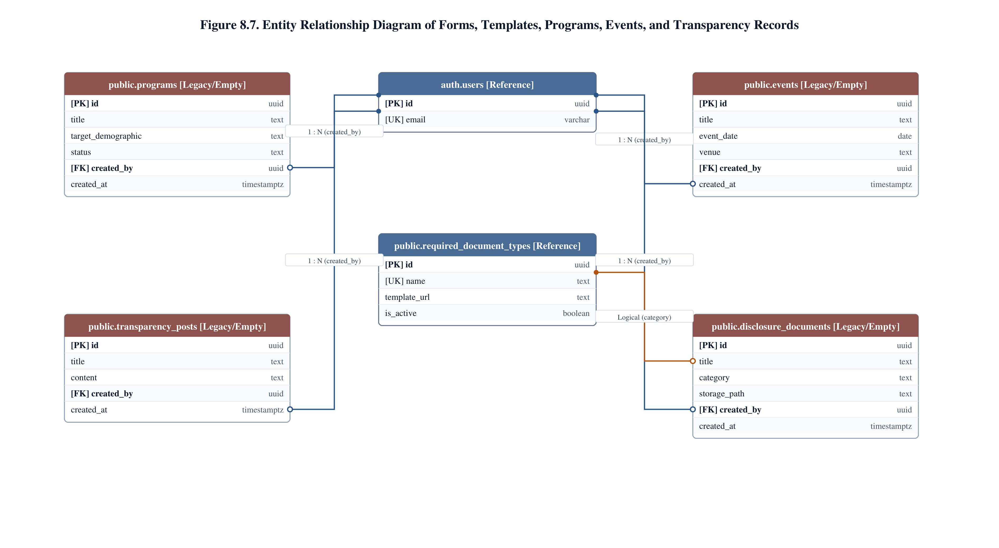 Figure 8.7. Entity Relationship Diagram of Forms, Templates, Programs, Events, and Transparency Records
public.programs [Legacy/Empty]
[PK] id uuid
title text
target_demographic text
status text
[FK] created_by uuid
created_at timestamptz
auth.users [Reference]
[PK] id uuid
[UK] email varchar
public.events [Legacy/Empty]
[PK] id uuid
title text
event_date date
venue text
[FK] created_by uuid
created_at timestamptz
1 : N (created_by)
1 : N (created_by)
public.required_document_types [Reference]
[PK] id uuid
[UK] name text
template_url text
is_active boolean
1 : N (created_by)
1 : N (created_by)
Logical (category)
public.transparency_posts [Legacy/Empty]
[PK] id uuid
title text
content text
[FK] created_by uuid
created_at timestamptz
public.disclosure_documents [Legacy/Empty]
[PK] id uuid
title text
category text
storage_path text
[FK] created_by uuid
created_at timestamptz